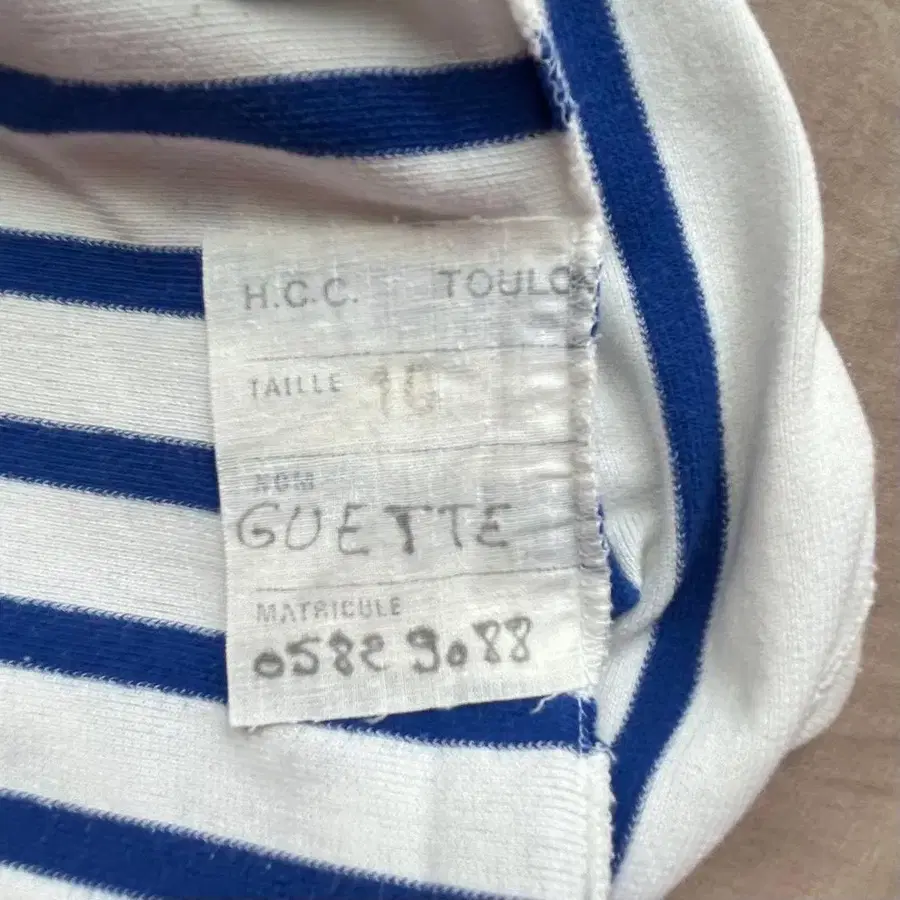 H.C.C. TOULON
TAILLE
NOM
GUETTE
MATRICULE
0582 9088